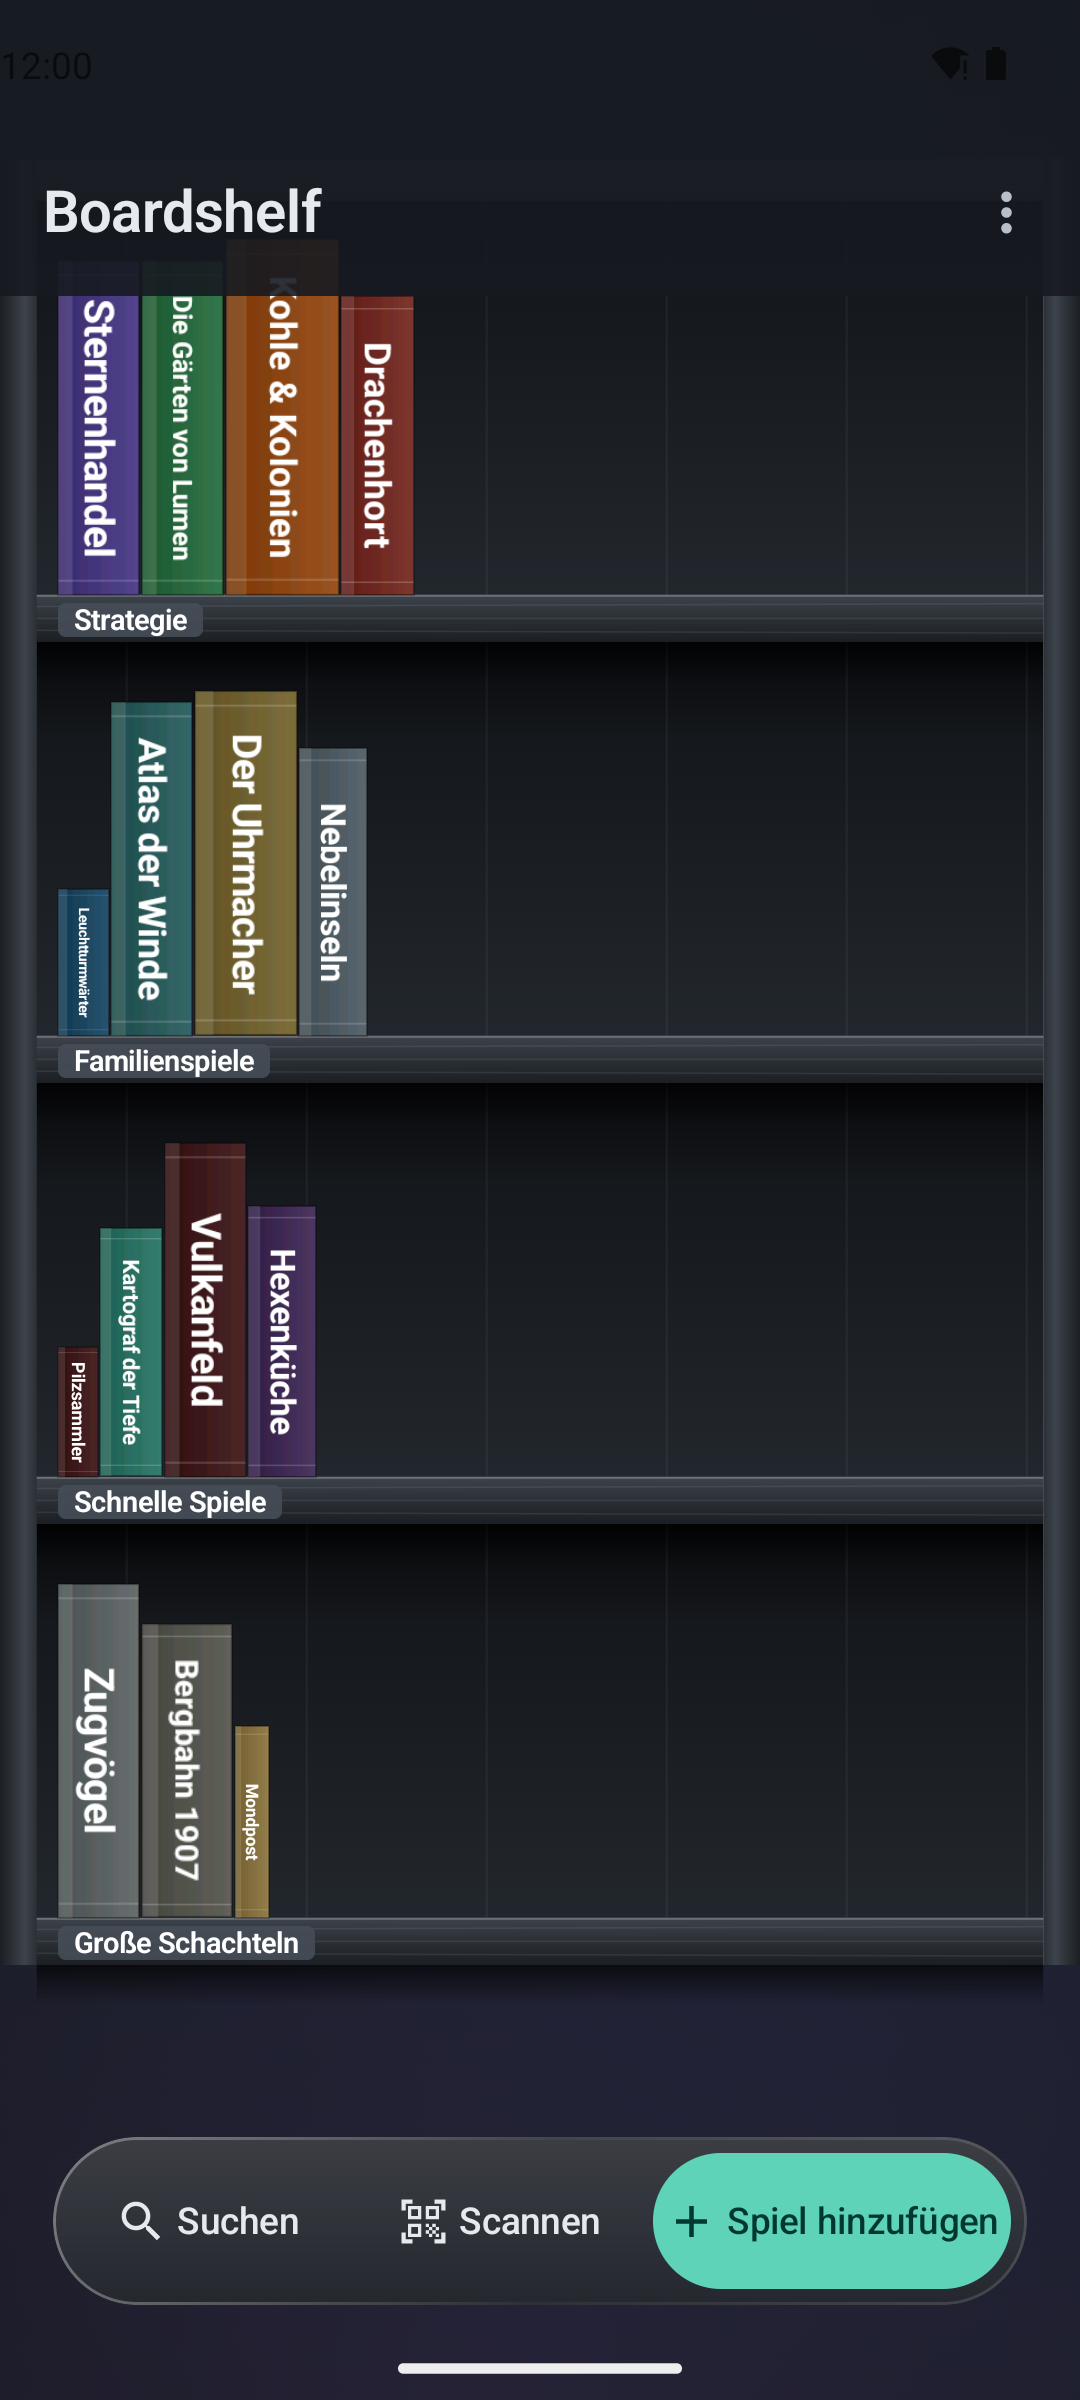 12:00
Boardshelf
Sternenhandel
Die Gärten von Lumen
Kohle & Kolonien
Drachenhort
Strategie
Leuchtturmwärter
Atlas der Winde
Der Uhrmacher
Nebelinseln
Familienspiele
Pilzsammler
Kartograf der Tiefe
Vulkanfeld
Hexenküche
Schnelle Spiele
Zugvögel
Bergbahn 1907
Mondpost
Große Schachteln
Suchen
Scannen
Spiel hinzufügen